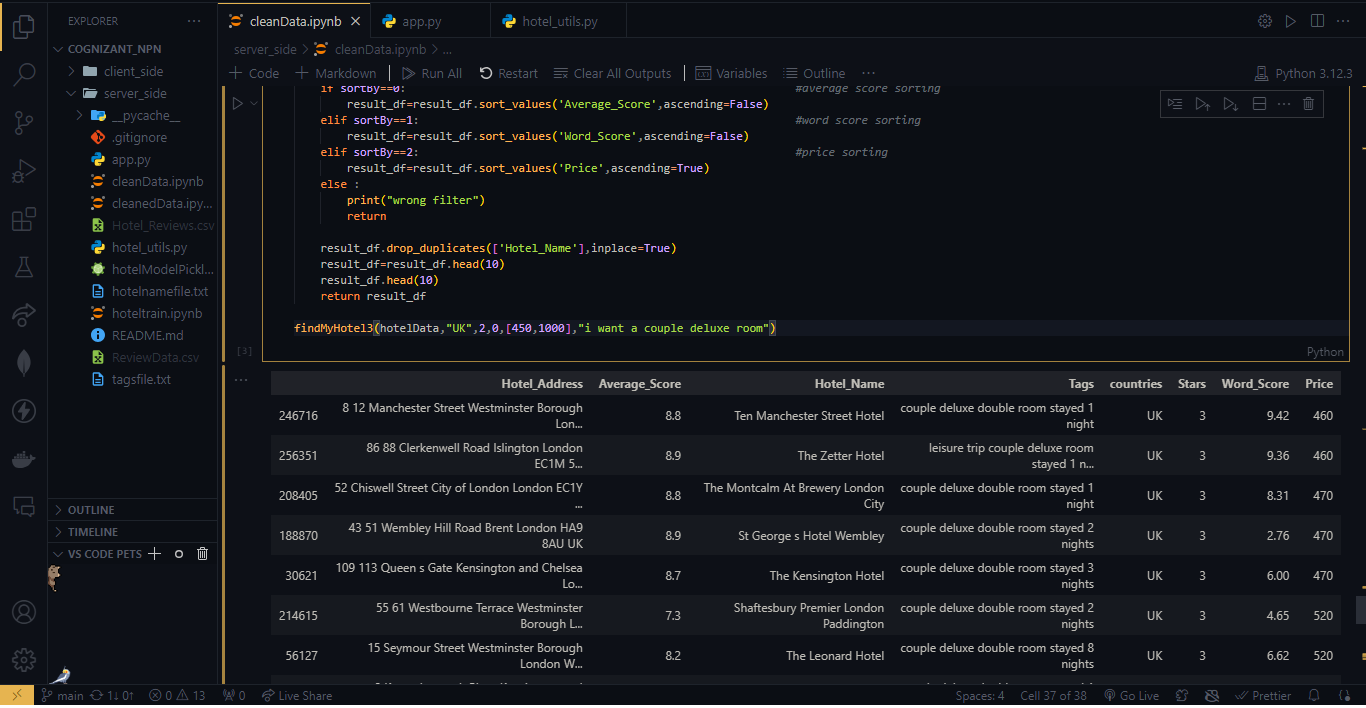 EXPLORER
cleanData.ipynb
app.py
hotel_utils.py
COGNIZANT_NPN
client_side
server_side
__pycache__
.gitignore
app.py
cleanData.ipynb
cleanedData.ipy...
Hotel_Reviews.csv
hotel_utils.py
hotelModelPickl...
hotelnamefile.txt
hoteltrain.ipynb
README.md
ReviewData.csv
tagsfile.txt
OUTLINE
TIMELINE
VS CODE PETS
server_side > cleanData.ipynb > ...
+ Code + Markdown | Run All Restart Clear All Outputs | Variables Outline ... Python 3.12.3
if sortBy==0: #average score sorting
result_df=result_df.sort_values('Average_Score',ascending=False)
elif sortBy==1: #word score sorting
result_df=result_df.sort_values('Word_Score',ascending=False)
elif sortBy==2: #price sorting
result_df=result_df.sort_values('Price',ascending=True)
else :
print("wrong filter")
return
result_df.drop_duplicates(['Hotel_Name'],inplace=True)
result_df=result_df.head(10)
result_df.head(10)
return result_df
findMyHotel3(hotelData,"UK",2,0,[450,1000],"i want a couple deluxe room")
[3]
Python
Hotel_Address Average_Score Hotel_Name Tags countries Stars Word_Score Price
246716 8 12 Manchester Street Westminster Borough Lon... 8.8 Ten Manchester Street Hotel couple deluxe double room stayed 1 night UK 3 9.42 460
256351 86 88 Clerkenwell Road Islington London EC1M 5... 8.9 The Zetter Hotel leisure trip couple deluxe room stayed 1 n... UK 3 9.36 460
208405 52 Chiswell Street City of London London EC1Y ... 8.8 The Montcalm At Brewery London City couple deluxe double room stayed 1 night UK 3 8.31 470
188870 43 51 Wembley Hill Road Brent London HA9 8AU UK 8.9 St George s Hotel Wembley couple deluxe double room stayed 2 nights UK 3 2.76 470
30621 109 113 Queen s Gate Kensington and Chelsea Lo... 8.7 The Kensington Hotel couple deluxe double room stayed 3 nights UK 3 6.00 470
214615 55 61 Westbourne Terrace Westminster Borough L... 7.3 Shaftesbury Premier London Paddington couple deluxe double room stayed 2 nights UK 3 4.65 520
56127 15 Seymour Street Westminster Borough London W... 8.2 The Leonard Hotel couple deluxe double room stayed 8 nights UK 3 6.62 520
main 1↓ 0↑ 0 13 0 Live Share Spaces: 4 Cell 37 of 38 Go Live Prettier